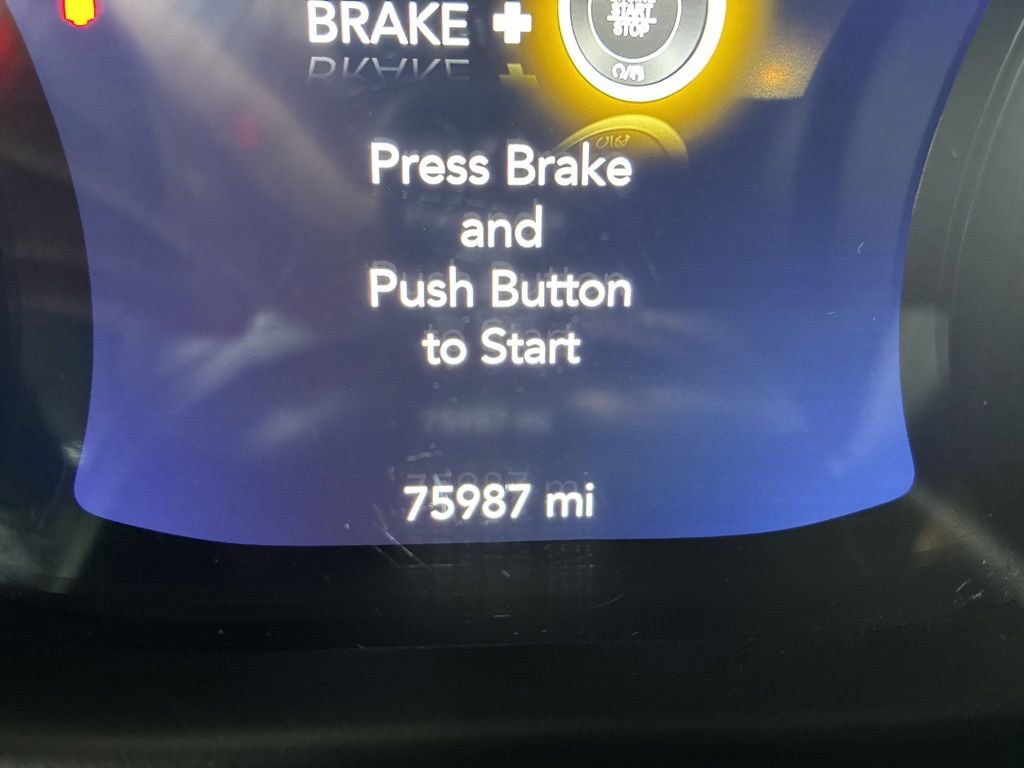 BRAKE +
START
STOP
Press Brake
and
Push Button
to Start
75987 mi